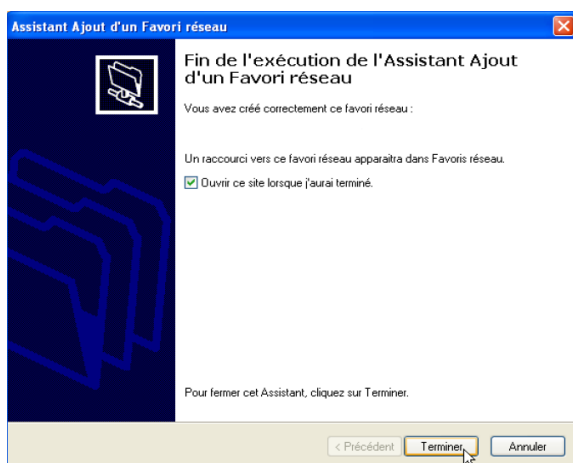 Assistant Ajout d'un Favori réseau
Fin de l'exécution de l'Assistant Ajout
d'un Favori réseau
Vous avez créé correctement ce favori réseau :
Un raccourci vers ce favori réseau apparaitra dans Favoris réseau.
Ouvrir ce site lorsque j'aurai terminé.
Pour fermer cet Assistant, cliquez sur Terminer.
< Précédent Terminer Annuler